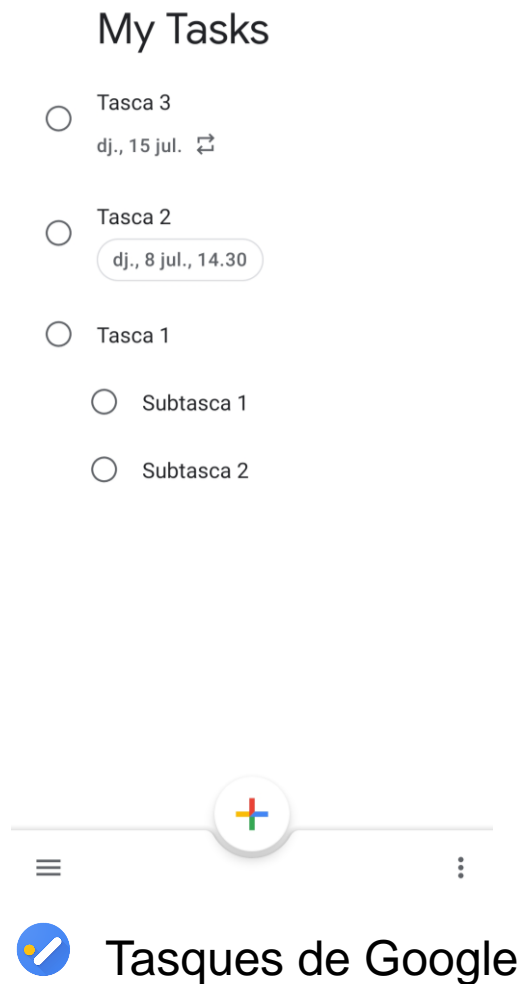 My Tasks
Tasca 3
dj., 15 jul.
Tasca 2
dj., 8 jul., 14.30
Tasca 1
Subtasca 1
Subtasca 2
Tasques de Google